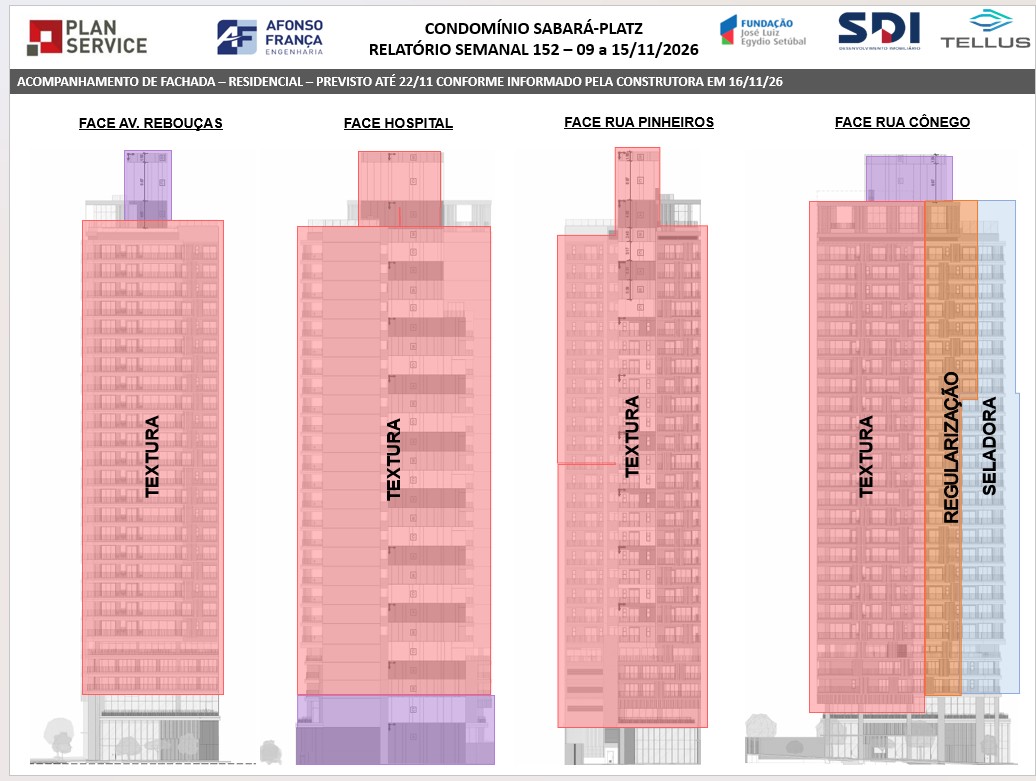 PLAN
SERVICE
AFONSO
FRANÇA
ENGENHARIA
CONDOMÍNIO SABARÁ-PLATZ
RELATÓRIO SEMANAL 152 – 09 a 15/11/2026
FUNDAÇÃO
José Luiz
Egydio Setúbal
SDI
DESENVOLVIMENTO IMOBILIÁRIO
TELLUS
ACOMPANHAMENTO DE FACHADA – RESIDENCIAL – PREVISTO ATÉ 22/11 CONFORME INFORMADO PELA CONSTRUTORA EM 16/11/26
FACE AV. REBOUÇAS
FACE HOSPITAL
FACE RUA PINHEIROS
FACE RUA CÔNEGO
TEXTURA
TEXTURA
TEXTURA
TEXTURA
REGULARIZAÇÃO
SELADORA